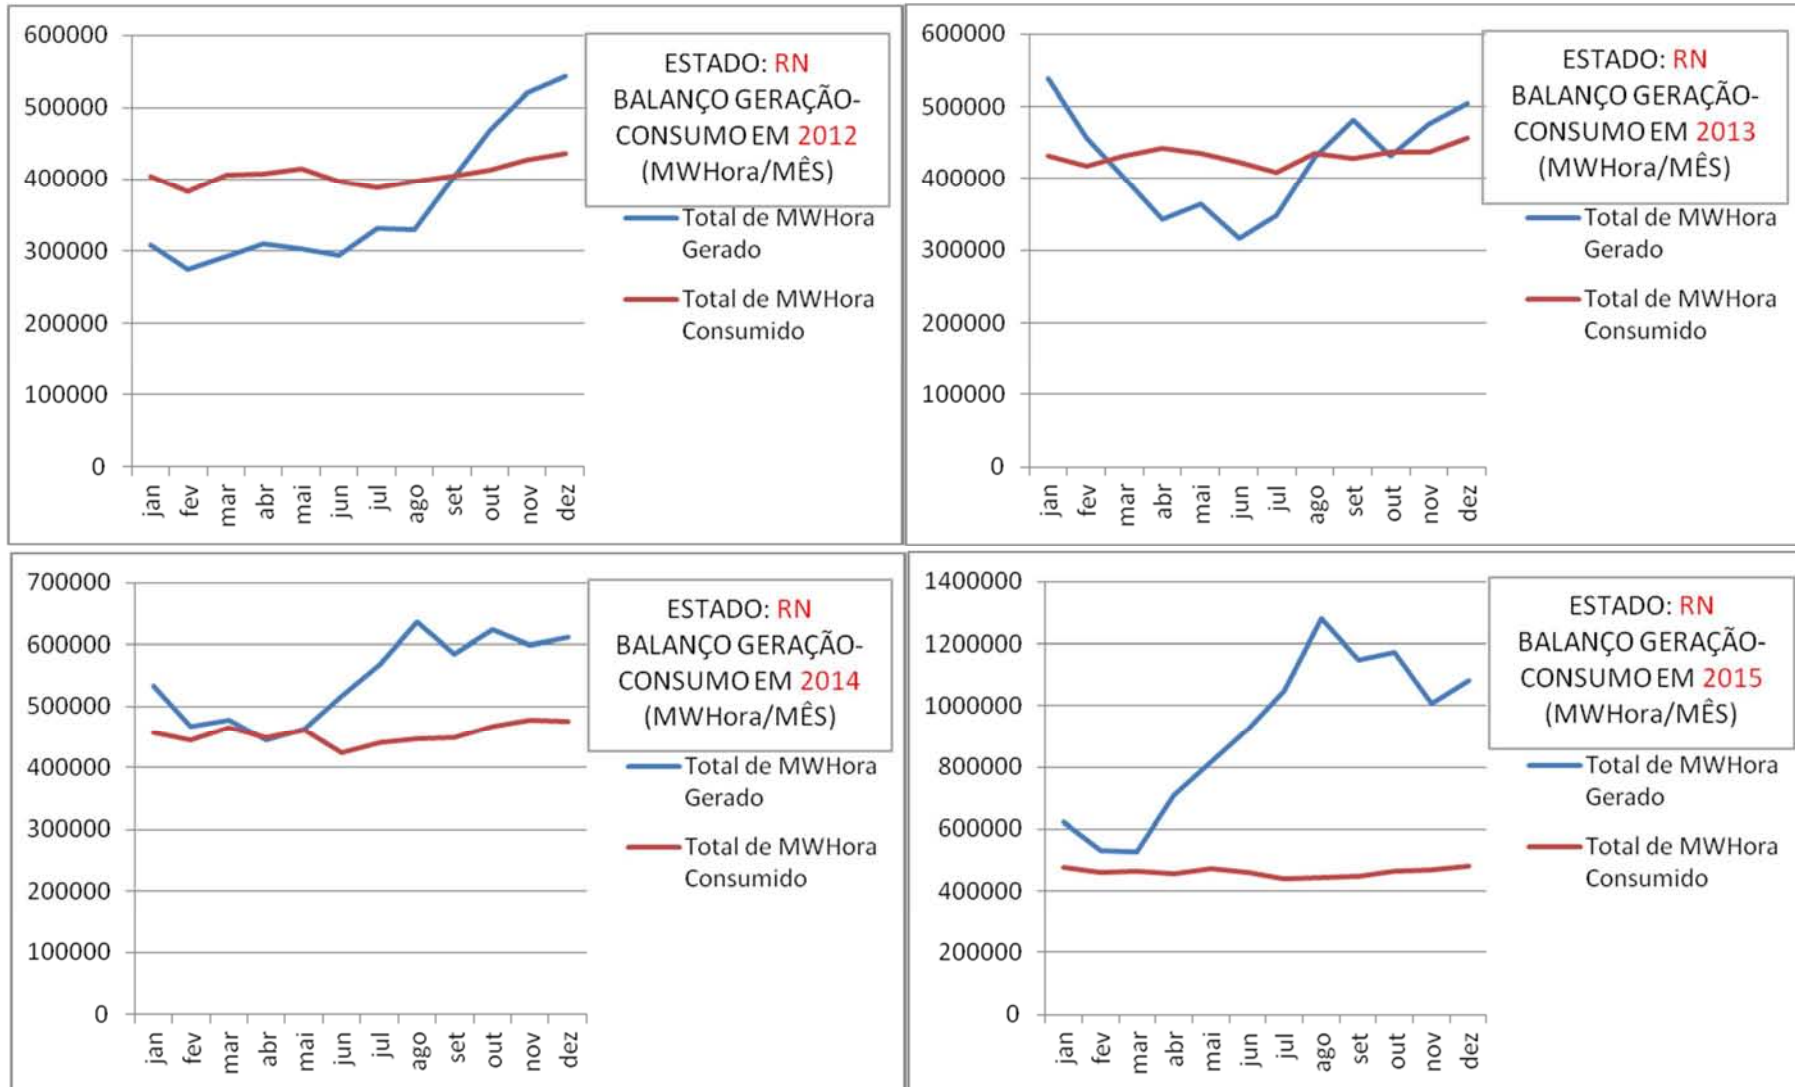 600000
500000
400000
300000
200000
100000
0
jan
fev
mar
abr
mai
jun
jul
ago
set
out
nov
dez
ESTADO: RN
BALANÇO GERAÇÃO-
CONSUMO EM 2012
(MWHora/MÊS)
Total de MWHora
Gerado
Total de MWHora
Consumido
600000
500000
400000
300000
200000
100000
0
jan
fev
mar
abr
mai
jun
jul
ago
set
out
nov
dez
ESTADO: RN
BALANÇO GERAÇÃO-
CONSUMO EM 2013
(MWHora/MÊS)
Total de MWHora
Gerado
Total de MWHora
Consumido
700000
600000
500000
400000
300000
200000
100000
0
jan
fev
mar
abr
mai
jun
jul
ago
set
out
nov
dez
ESTADO: RN
BALANÇO GERAÇÃO-
CONSUMO EM 2014
(MWHora/MÊS)
Total de MWHora
Gerado
Total de MWHora
Consumido
1400000
1200000
1000000
800000
600000
400000
200000
0
jan
fev
mar
abr
mai
jun
jul
ago
set
out
nov
dez
ESTADO: RN
BALANÇO GERAÇÃO-
CONSUMO EM 2015
(MWHora/MÊS)
Total de MWHora
Gerado
Total de MWHora
Consumido